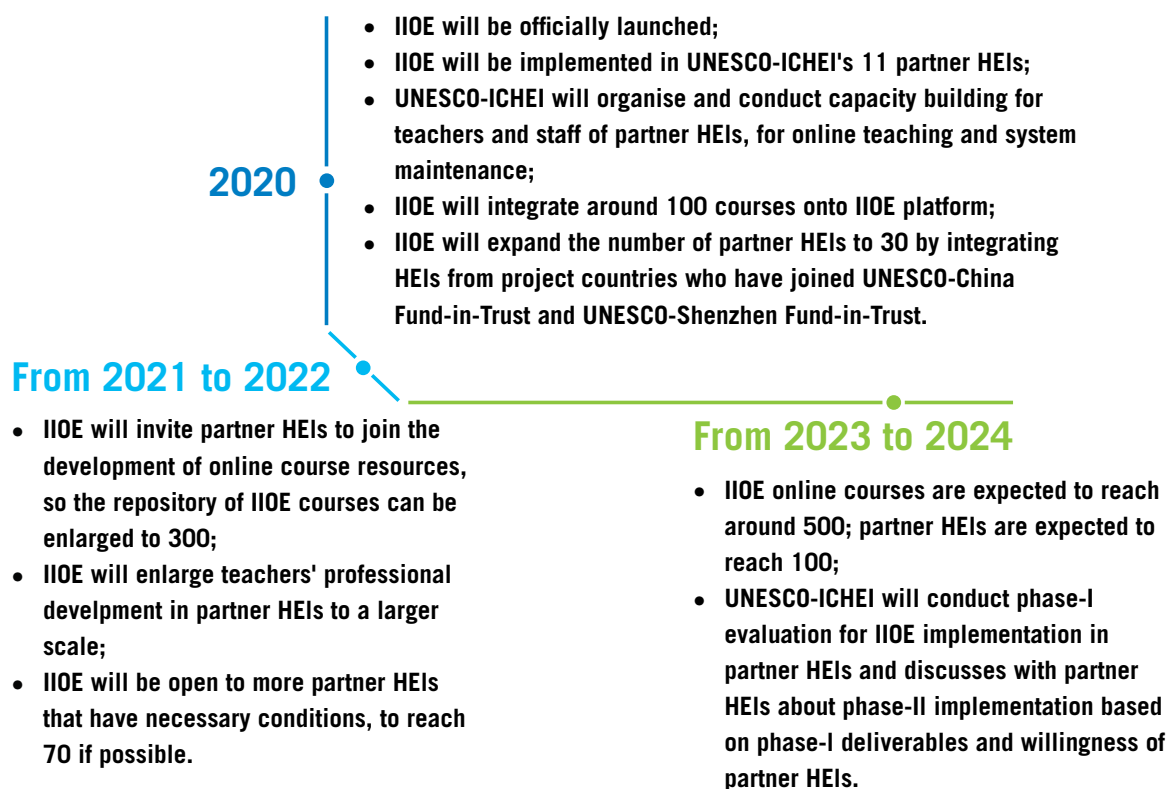 2020
• IIOE will be officially launched;
• IIOE will be implemented in UNESCO-ICHEI's 11 partner HEIs;
• UNESCO-ICHEI will organise and conduct capacity building for
teachers and staff of partner HEIs, for online teaching and system
maintenance;
• IIOE will integrate around 100 courses onto IIOE platform;
• IIOE will expand the number of partner HEIs to 30 by integrating
HEIs from project countries who have joined UNESCO-China
Fund-in-Trust and UNESCO-Shenzhen Fund-in-Trust.
From 2021 to 2022
• IIOE will invite partner HEIs to join the
development of online course resources,
so the repository of IIOE courses can be
enlarged to 300;
• IIOE will enlarge teachers' professional
develpment in partner HEIs to a larger
scale;
• IIOE will be open to more partner HEIs
that have necessary conditions, to reach
70 if possible.
From 2023 to 2024
• IIOE online courses are expected to reach
around 500; partner HEIs are expected to
reach 100;
• UNESCO-ICHEI will conduct phase-I
evaluation for IIOE implementation in
partner HEIs and discusses with partner
HEIs about phase-II implementation based
on phase-I deliverables and willingness of
partner HEIs.